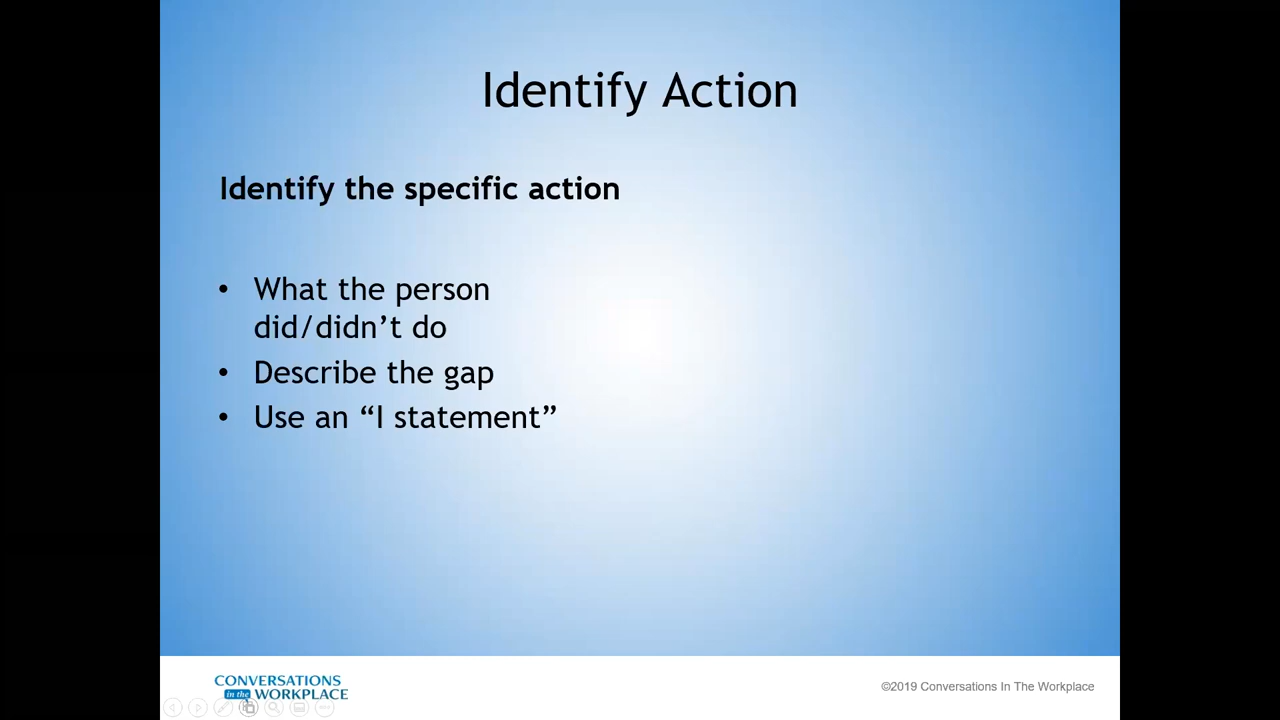 Identify Action
Identify the specific action
• What the person
did/didn’t do
• Describe the gap
• Use an “I statement”
CONVERSATIONS
in the WORKPLACE
©2019 Conversations In The Workplace